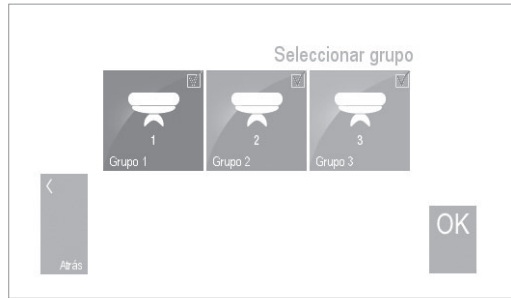 Seleccionar grupo
1
2
3
Grupo 1
Grupo 2
Grupo 3
Atrás
OK